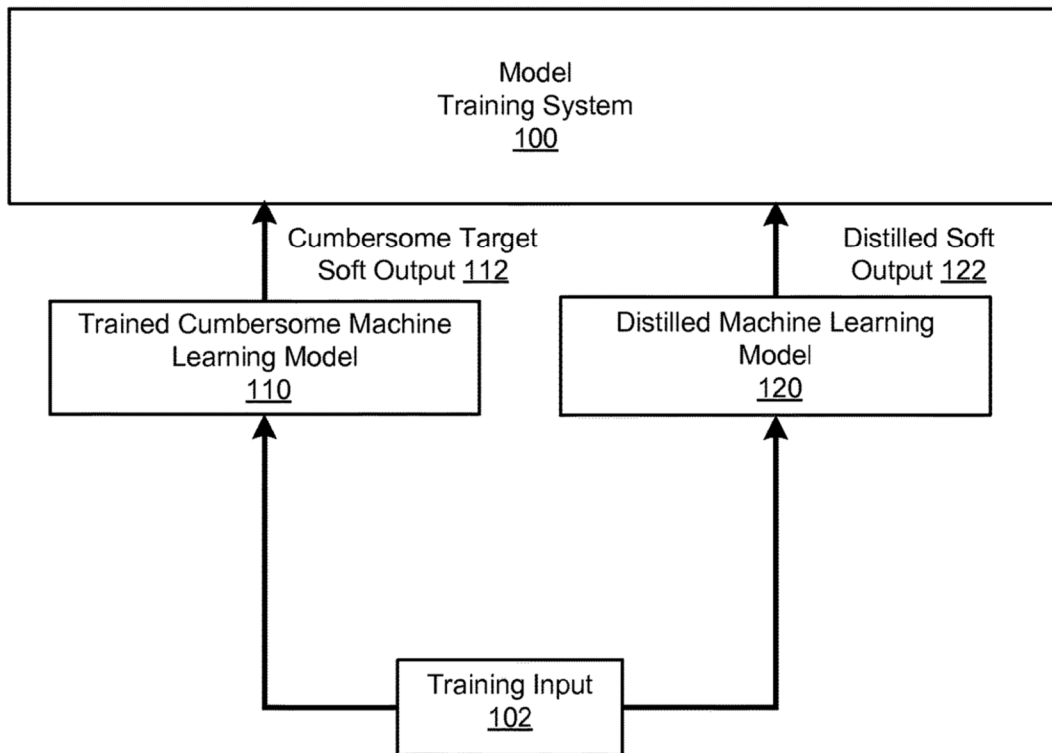 Model
Training System
100
Cumbersome Target
Soft Output 112
Distilled Soft
Output 122
Trained Cumbersome Machine
Learning Model
110
Distilled Machine Learning
Model
120
Training Input
102